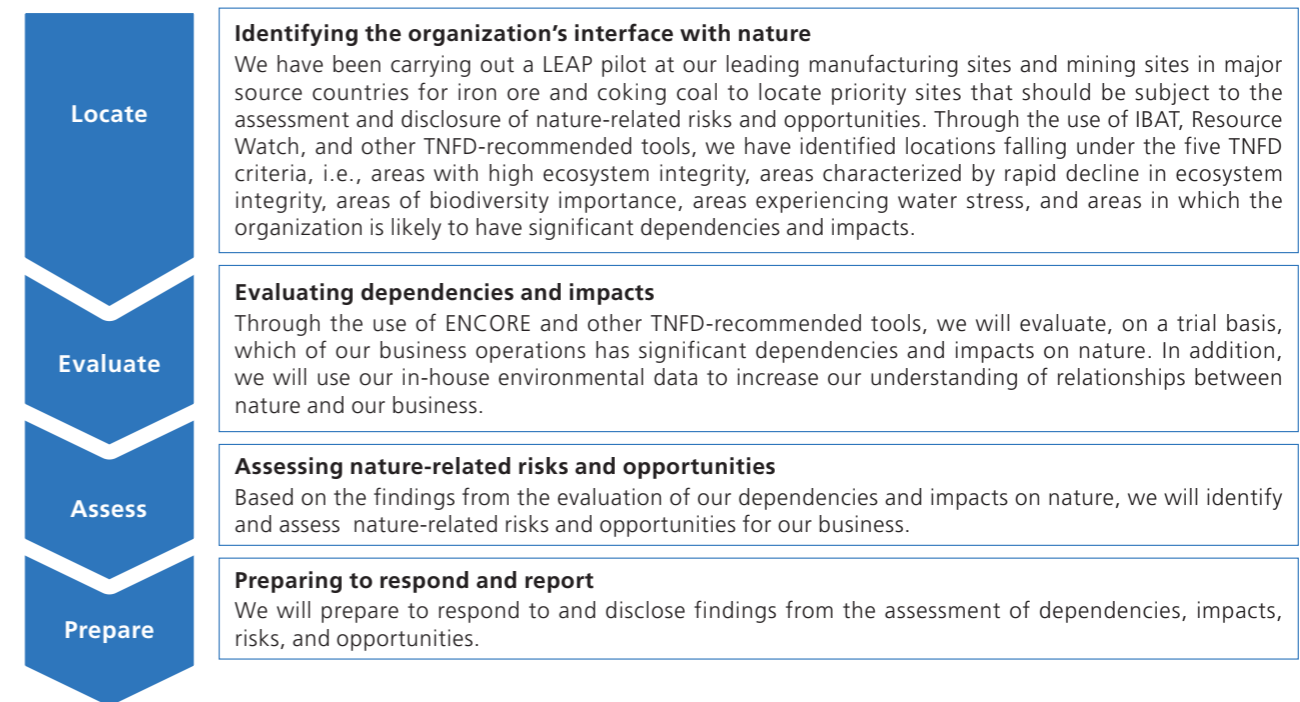 Locate
Identifying the organization's interface with nature
We have been carrying out a LEAP pilot at our leading manufacturing sites and mining sites in major
source countries for iron ore and coking coal to locate priority sites that should be subject to the
assessment and disclosure of nature-related risks and opportunities. Through the use of IBAT, Resource
Watch, and other TNFD-recommended tools, we have identified locations falling under the five TNFD
criteria, i.e., areas with high ecosystem integrity, areas characterized by rapid decline in ecosystem
integrity, areas of biodiversity importance, areas experiencing water stress, and areas in which the
organization is likely to have significant dependencies and impacts.
Evaluate
Evaluating dependencies and impacts
Through the use of ENCORE and other TNFD-recommended tools, we will evaluate, on a trial basis,
which of our business operations has significant dependencies and impacts on nature. In addition,
we will use our in-house environmental data to increase our understanding of relationships between
nature and our business.
Assess
Assessing nature-related risks and opportunities
Based on the findings from the evaluation of our dependencies and impacts on nature, we will identify
and assess nature-related risks and opportunities for our business.
Prepare
Preparing to respond and report
We will prepare to respond to and disclose findings from the assessment of dependencies, impacts,
risks, and opportunities.